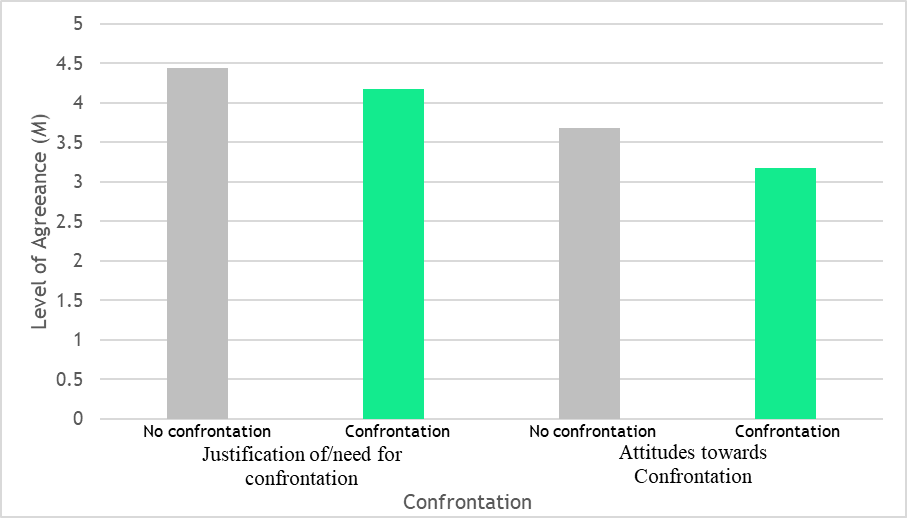 5
4.5
4
3.5
3
2.5
2
1.5
1
0.5
0
Level of Agreeance (M)
No confrontation Confrontation No confrontation Confrontation
Justification of/need for
confrontation
Attitudes towards
Confrontation
Confrontation